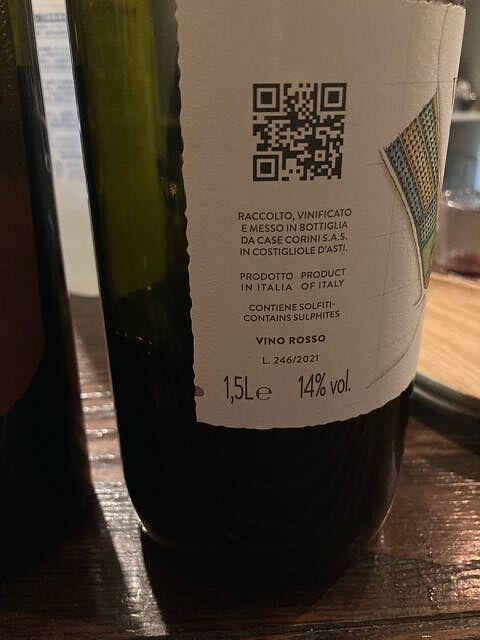 RACCOLTO, VINIFICATO
E MESSO IN BOTTIGLIA
DA CASE CORINI S.A.S.
IN COSTIGLIOLE D'ASTI.
PRODOTTO PRODUCT
IN ITALIA OF ITALY
CONTIENE SOLFITI-
CONTAINS SULPHITES
VINO ROSSO
L. 246/2021
1,5L e 14% vol.